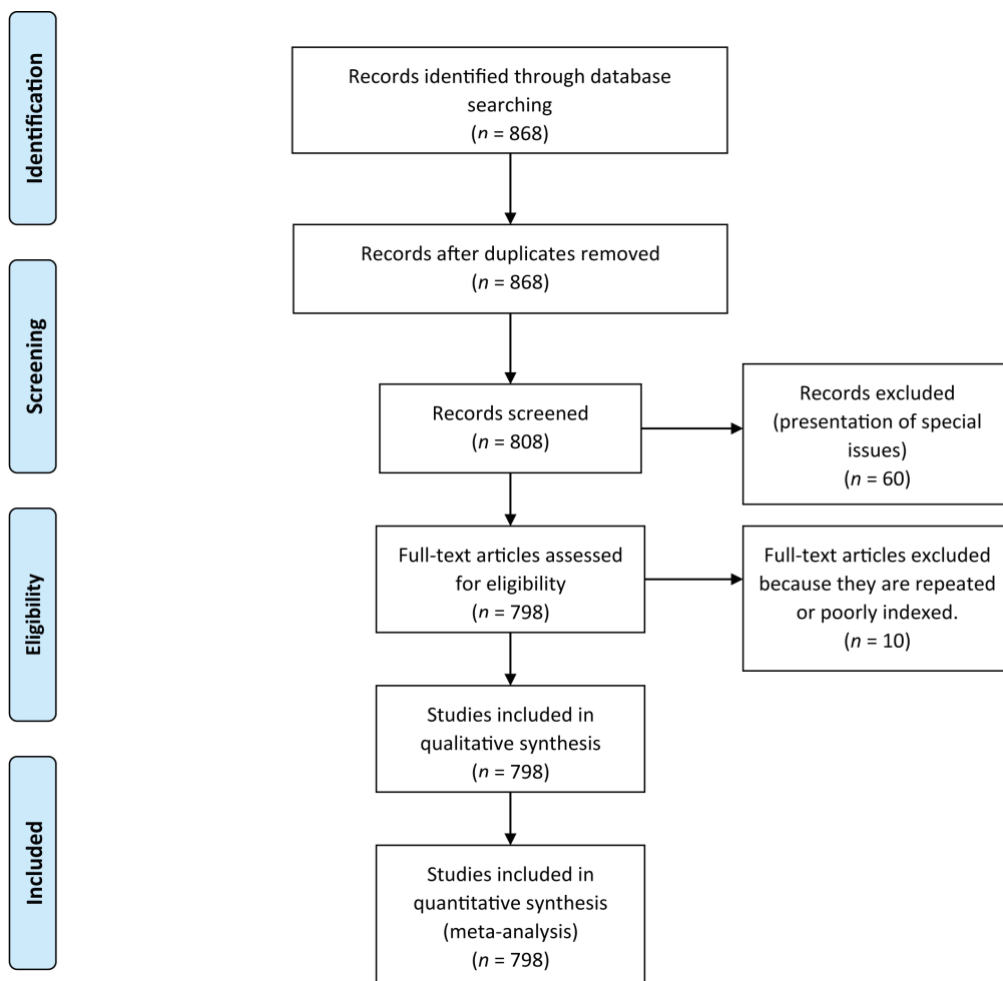 Identification
Records identified through database
searching
(n = 868)
Records after duplicates removed
(n = 868)
Screening
Records screened
(n = 808)
Records excluded
(presentation of special
issues)
(n = 60)
Eligibility
Full-text articles assessed
for eligibility
(n = 798)
Full-text articles excluded
because they are repeated
or poorly indexed.
(n = 10)
Studies included in
qualitative synthesis
(n = 798)
Included
Studies included in
quantitative synthesis
(meta-analysis)
(n = 798)